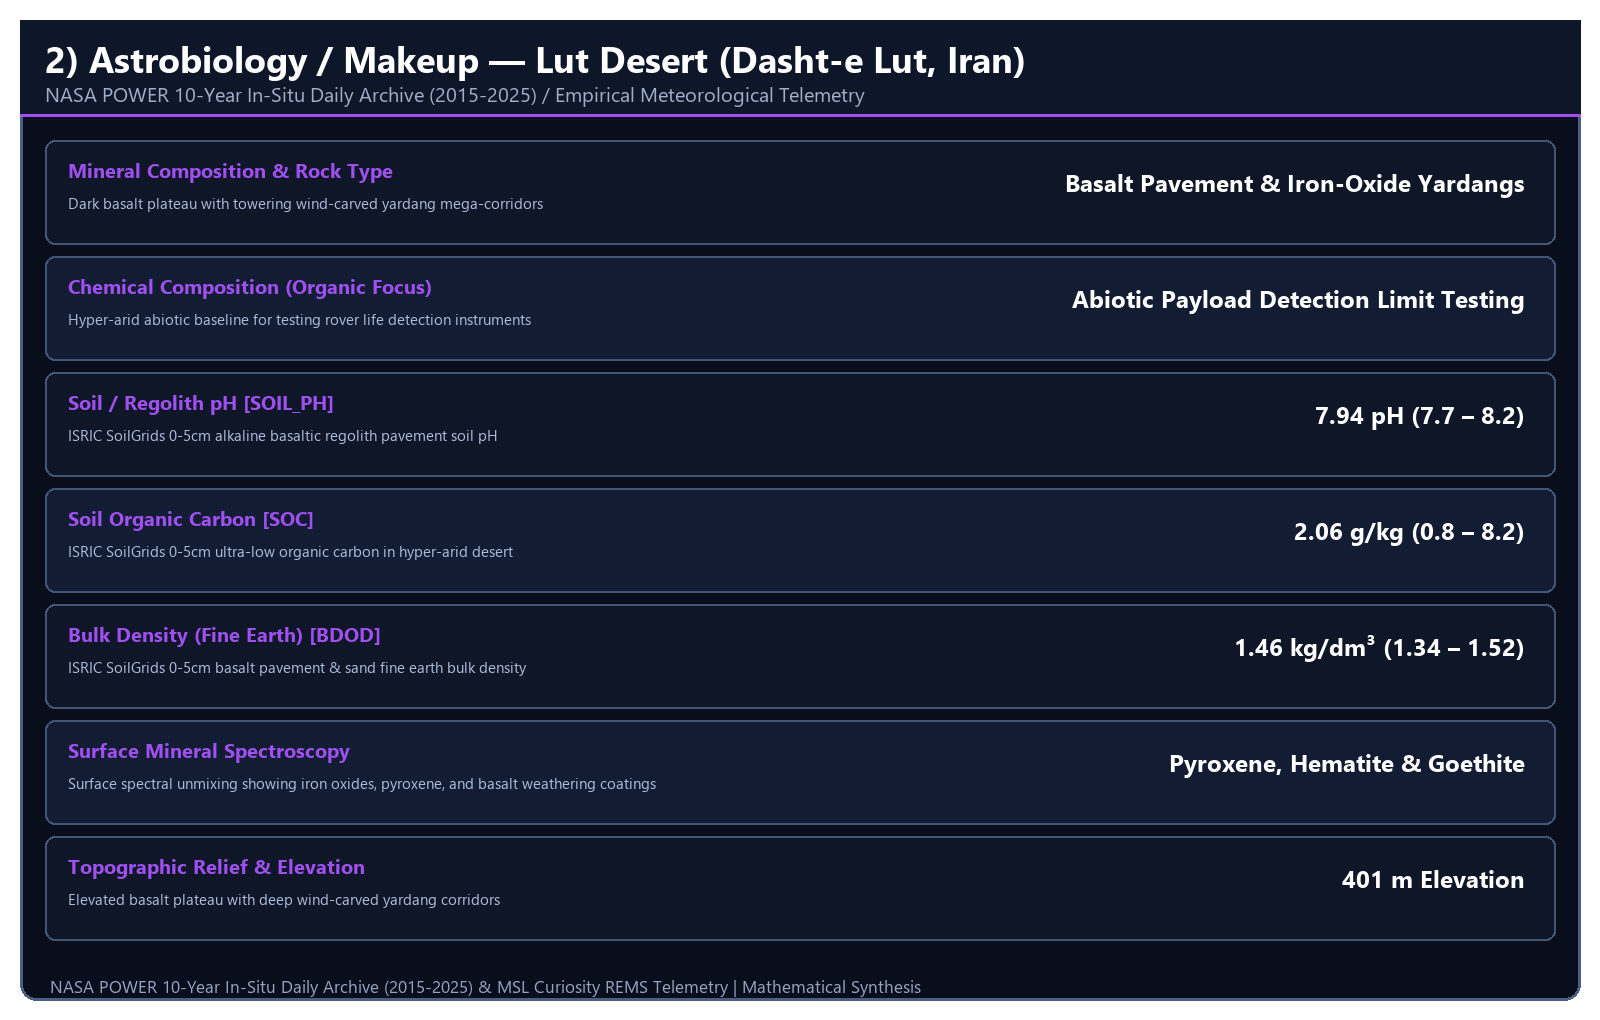 2) Astrobiology / Makeup — Lut Desert (Dasht-e Lut, Iran)
NASA POWER 10-Year In-Situ Daily Archive (2015-2025) / Empirical Meteorological Telemetry
Mineral Composition & Rock Type
Basalt Pavement & Iron-Oxide Yardangs
Dark basalt plateau with towering wind-carved yardang mega-corridors
Chemical Composition (Organic Focus)
Abiotic Payload Detection Limit Testing
Hyper-arid abiotic baseline for testing rover life detection instruments
Soil / Regolith pH [SOIL_PH]
7.94 pH (7.7 – 8.2)
ISRIC SoilGrids 0-5cm alkaline basaltic regolith pavement soil pH
Soil Organic Carbon [SOC]
2.06 g/kg (0.8 – 8.2)
ISRIC SoilGrids 0-5cm ultra-low organic carbon in hyper-arid desert
Bulk Density (Fine Earth) [BDOD]
1.46 kg/dm³ (1.34 – 1.52)
ISRIC SoilGrids 0-5cm basalt pavement & sand fine earth bulk density
Surface Mineral Spectroscopy
Pyroxene, Hematite & Goethite
Surface spectral unmixing showing iron oxides, pyroxene, and basalt weathering coatings
Topographic Relief & Elevation
401 m Elevation
Elevated basalt plateau with deep wind-carved yardang corridors
NASA POWER 10-Year In-Situ Daily Archive (2015-2025) & MSL Curiosity REMS Telemetry | Mathematical Synthesis